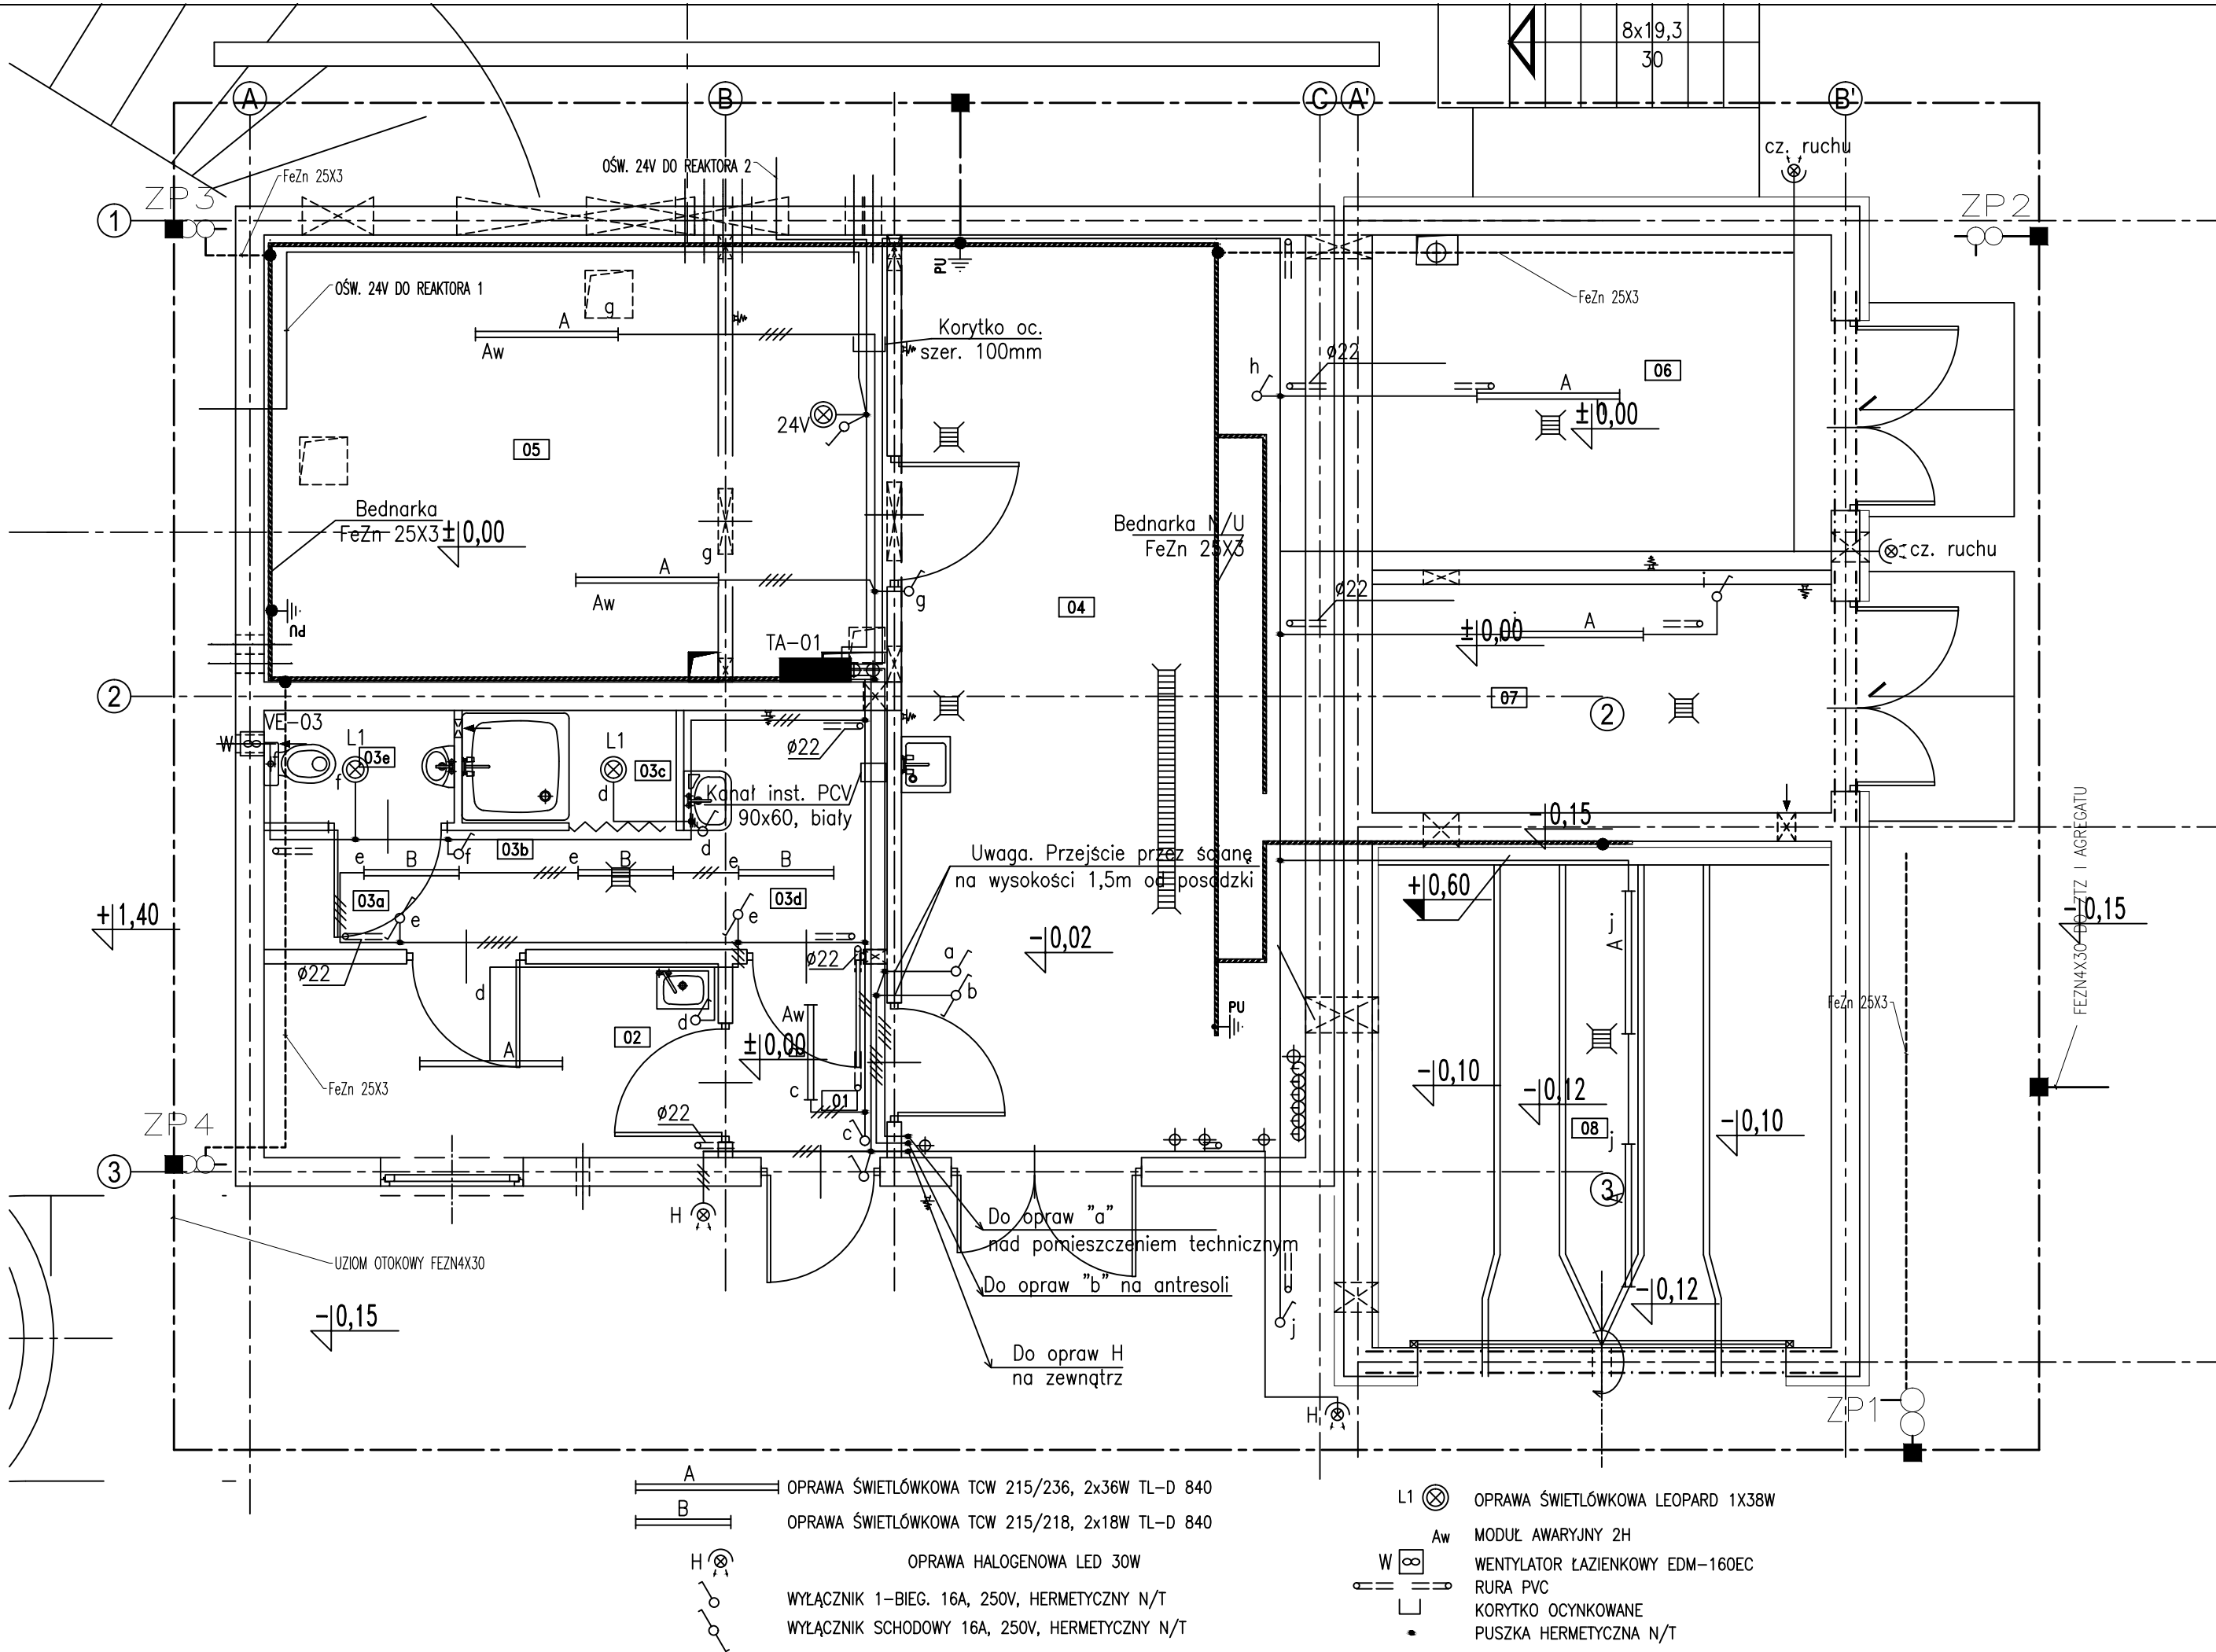 8x19,3
30
A
B
C
A'
B'
cz. ruchu
OŚW. 24V DO REAKTORA 2
FeZn 25X3
ZP3
ZP2
1
PU
OŚW. 24V DO REAKTORA 1
g
FeZn 25X3
A
Aw
Korytko oc.
szer. 100mm
h
ø22
06
A
±0,00
24V
05
Bednarka
FeZn 25X3
±0,00
Bednarka N/U
FeZn 25X3
cz. ruchu
g
A
Aw
g
04
ø22
i
i
A
±0,00
PU
TA-01
2
07
2
VE-03
W
L1
03e
f
L1
03c
d
ø22
Kanał inst. PCV
90x60, biały
d
-0,15
f
03b
e
B
e
B
e
B
Uwaga. Przejście przez ścianę
na wysokości 1,5m od posadzki
+0,60
03a
e
03d
e
+1,40
-0,15
FEZN4X30 DO ZTZ I AGREGATU
j
A
-0,02
a
b
ø22
ø22
d
d
Aw
02
±0,00
A
c
01
PU
FeZn 25X3
FeZn 25X3
-0,10
-0,12
-0,10
08
j
ZP4
ø22
c
3
3
A
H
Do opraw "a"
nad pomieszczeniem technicznym
Do opraw "b" na antresoli
UZIOM OTOKOWY FEZN4X30
-0,15
-0,12
j
Do opraw H
na zewnątrz
H
ZP1
A
OPRAWA ŚWIETLÓWKOWA TCW 215/236, 2x36W TL-D 840
B
OPRAWA ŚWIETLÓWKOWA TCW 215/218, 2x18W TL-D 840
H
OPRAWA HALOGENOWA LED 30W
WYŁĄCZNIK 1-BIEG. 16A, 250V, HERMETYCZNY N/T
WYŁĄCZNIK SCHODOWY 16A, 250V, HERMETYCZNY N/T
L1
OPRAWA ŚWIETLÓWKOWA LEOPARD 1X38W
Aw
MODUŁ AWARYJNY 2H
W
WENTYLATOR ŁAZIENKOWY EDM-160EC
RURA PVC
KORYTKO OCYNKOWANE
PUSZKA HERMETYCZNA N/T